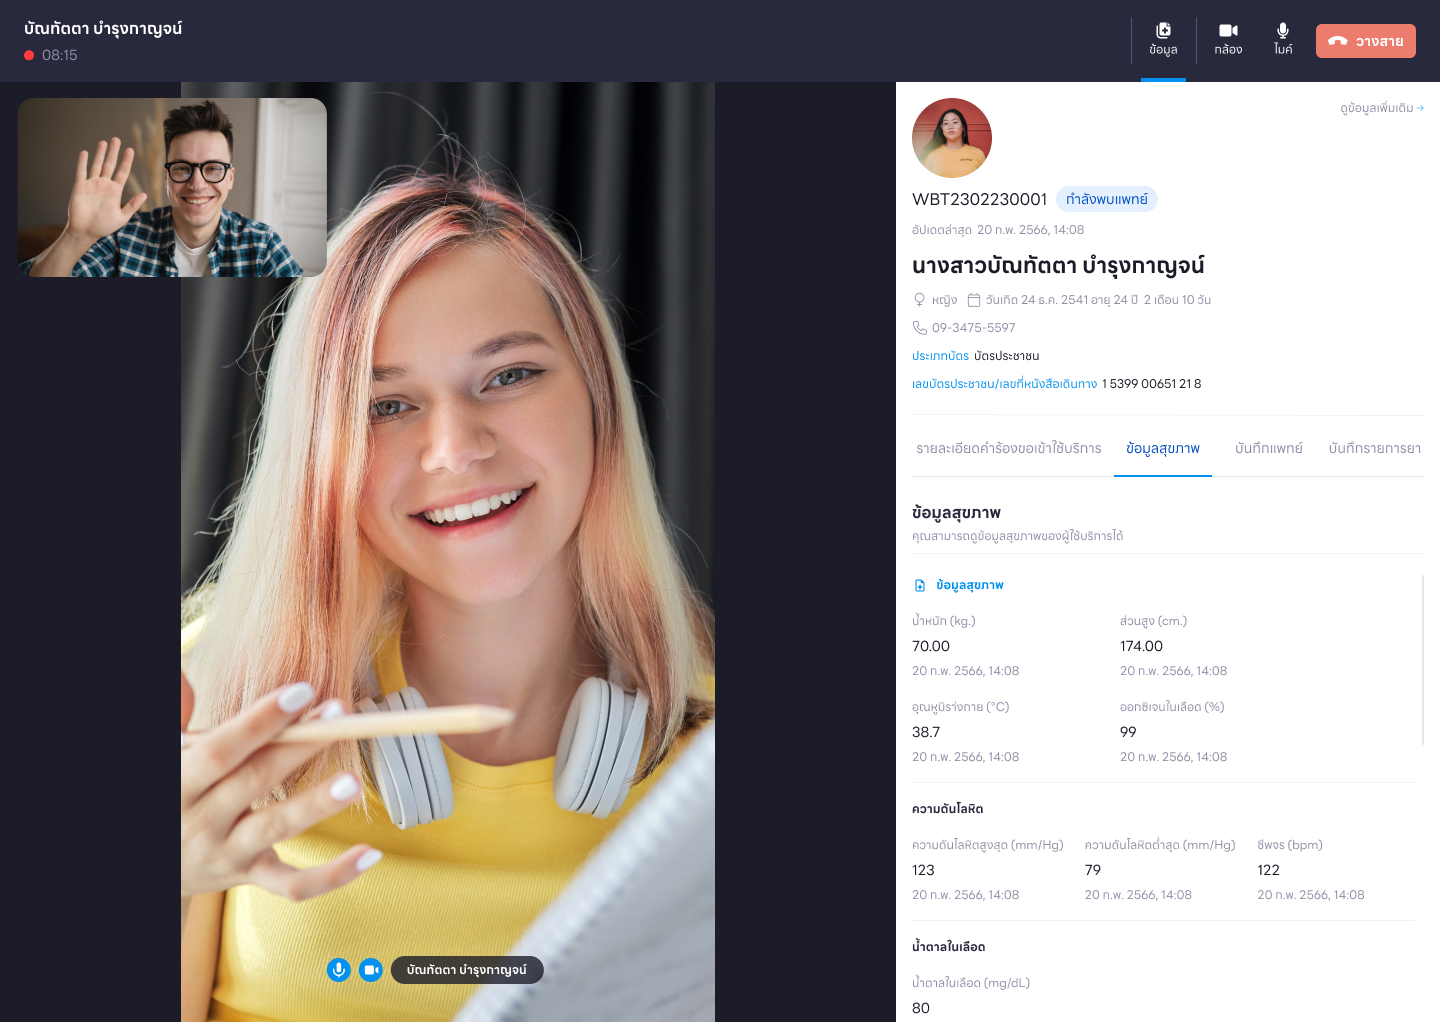 บัณฑัตตา บำรุงกาญจน์
08:15
ข้อมูล
กล้อง
ไมค์
วางสาย
ดูข้อมูลเพิ่มเติม
WBT2302230001 กำลังพบแพทย์
อัปเดตล่าสุด 20 ก.พ. 2566, 14:08
นางสาวบัณฑัตตา บำรุงกาญจน์
หญิง วันเกิด 24 ธ.ค. 2541 อายุ 24 ปี 2 เดือน 10 วัน
09-3475-5597
ประเภทบัตร บัตรประชาชน
เลขบัตรประชาชน/เลขที่หนังสือเดินทาง 1 5399 00651 21 8
รายละเอียดคำร้องขอเข้าใช้บริการ ข้อมูลสุขภาพ บันทึกแพทย์ บันทึกรายการยา
ข้อมูลสุขภาพ
คุณสามารถดูข้อมูลสุขภาพของผู้ใช้บริการได้
ข้อมูลสุขภาพ
น้ำหนัก (kg.) ส่วนสูง (cm.)
70.00 174.00
20 ก.พ. 2566, 14:08 20 ก.พ. 2566, 14:08
อุณหูมิร่างกาย (°C) ออกซิเจนในเลือด (%)
38.7 99
20 ก.พ. 2566, 14:08 20 ก.พ. 2566, 14:08
ความดันโลหิต
ความดันโลหิตสูงสุด (mm/Hg) ความดันโลหิตต่ำสุด (mm/Hg) ชีพจร (bpm)
123 79 122
20 ก.พ. 2566, 14:08 20 ก.พ. 2566, 14:08 20 ก.พ. 2566, 14:08
น้ำตาลในเลือด
น้ำตาลในเลือด (mg/dL)
80
บัณฑัตตา บำรุงกาญจน์